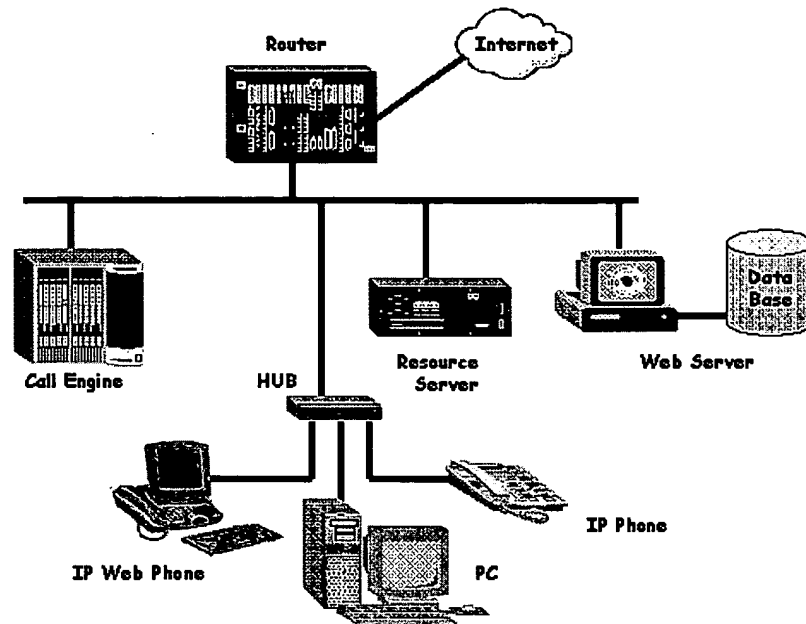 Router
Internet
Data
Base
Call Engine
HUB
Resource
Server
Web Server
IP Web Phone
PC
IP Phone